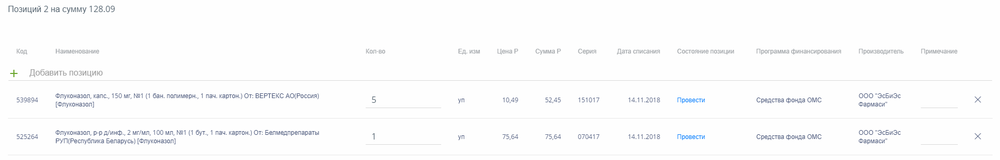 Позиций 2 на сумму 128.09
Код Наименование Кол-во Ед. изм Цена Р Сумма Р Серия Дата списания Состояние позиции Программа финансирования Производитель Примечание
+ Добавить позицию
539894 Флуконазол, капс., 150 мг, №1 (1 бан. полимерн., 1 пач. картон.) От: ВЕРТЕКС АО(Россия) 5 уп 10,49 52,45 151017 14.11.2018 Провести Средства фонда ОМС ООО "ЭсБиЭс
[Флуконазол] Фармаси"
525264 Флуконазол, р-р д/инф., 2 мг/мл, 100 мл, №1 (1 бут., 1 пач. картон.) От: Белмедпрепараты 1 уп 75,64 75,64 070417 14.11.2018 Провести Средства фонда ОМС ООО "ЭсБиЭс
РУП(Республика Беларусь) [Флуконазол] Фармаси"